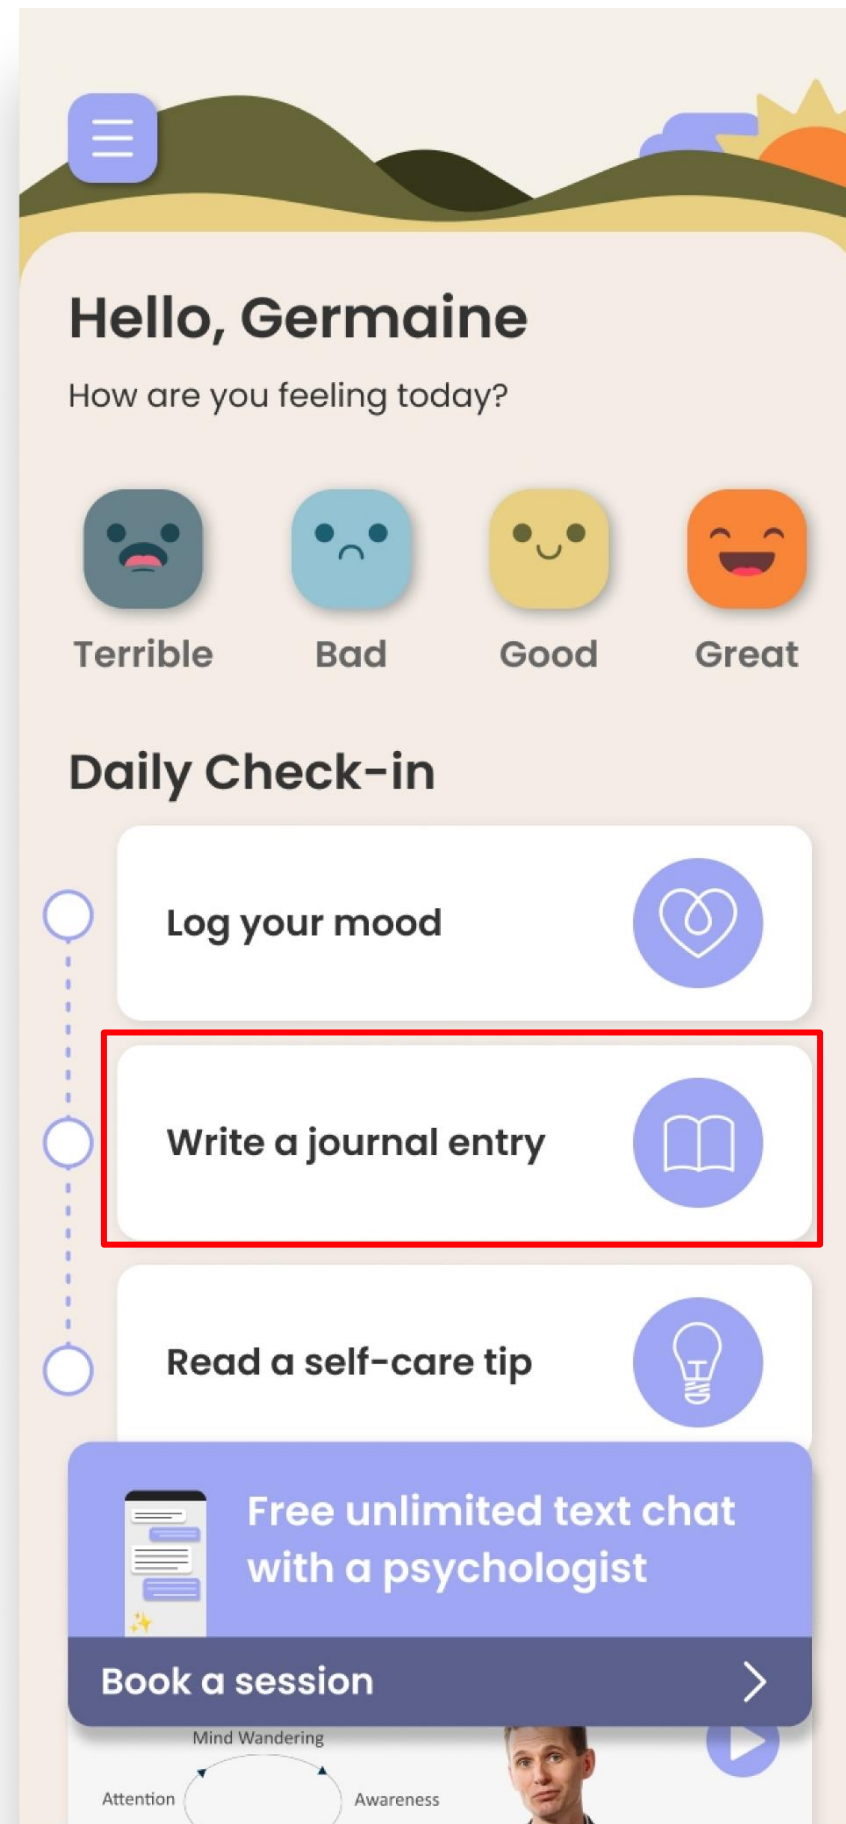 Hello, Germaine
How are you feeling today?
Terrible
Bad
Good
Great
Daily Check-in
Log your mood
Write a journal entry
Read a self-care tip
Free unlimited text chat
with a psychologist
Book a session
Mind Wandering
Attention
Awareness